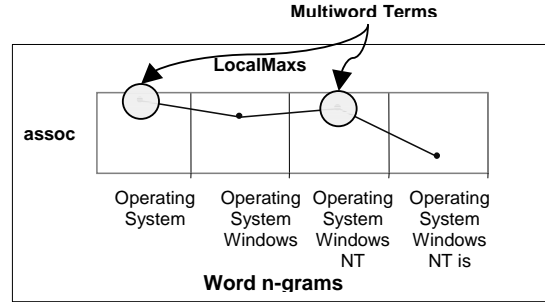 Multiword Terms
LocalMaxs
assoc
Operating System
Operating System Windows
Operating System Windows NT
Operating System Windows NT is
Word n-grams